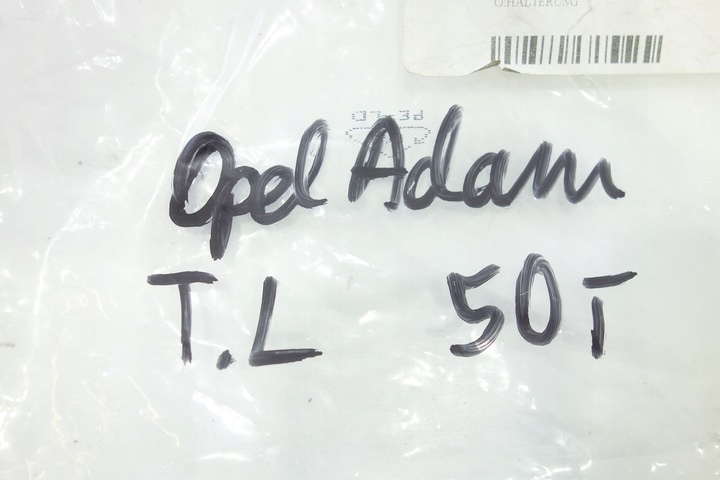 O.HALTERUNG
Opel Adam
T.L 50T